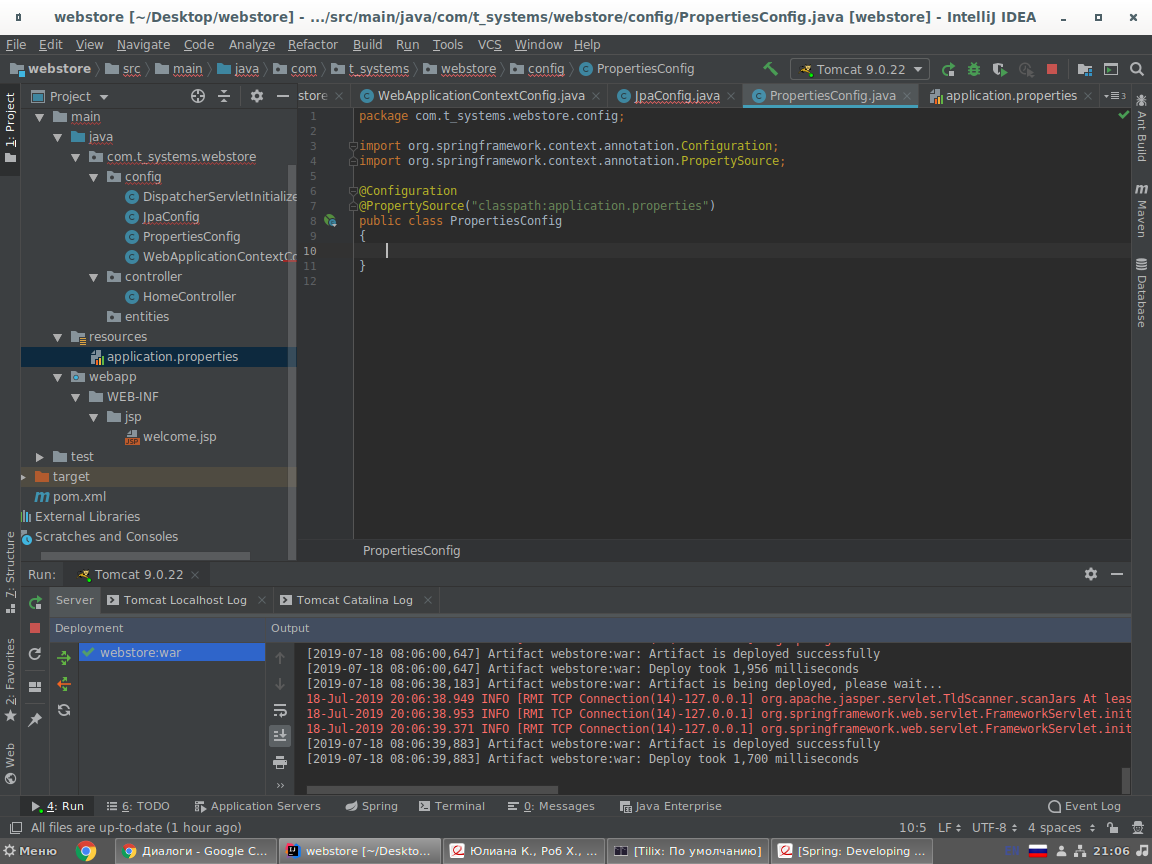 webstore [~/Desktop/webstore] - .../src/main/java/com/t_systems/webstore/config/PropertiesConfig.java [webstore] - IntelliJ IDEA
File Edit View Navigate Code Analyze Refactor Build Run Tools VCS Window Help
webstore src main java com t_systems webstore config PropertiesConfig Tomcat 9.0.22
1: Project
Project
store WebApplicationContextConfig.java JpaConfig.java PropertiesConfig.java application.properties
3
main
java
com.t_systems.webstore
config
DispatcherServletInitialize
JpaConfig
PropertiesConfig
WebApplicationContextCo
controller
HomeController
entities
resources
application.properties
webapp
WEB-INF
jsp
welcome.jsp
test
target
pom.xml
External Libraries
Scratches and Consoles
1 package com.t_systems.webstore.config;
2
3 import org.springframework.context.annotation.Configuration;
4 import org.springframework.context.annotation.PropertySource;
5
6 @Configuration
7 @PropertySource("classpath:application.properties")
8 public class PropertiesConfig
9 {
10
11 }
12
PropertiesConfig
Ant Build
Maven
Database
7: Structure
2: Favorites
Web
Run: Tomcat 9.0.22
Server Tomcat Localhost Log Tomcat Catalina Log
Deployment Output
webstore:war
[2019-07-18 08:06:00,647] Artifact webstore:war: Artifact is deployed successfully
[2019-07-18 08:06:00,647] Artifact webstore:war: Deploy took 1,956 milliseconds
[2019-07-18 08:06:38,183] Artifact webstore:war: Artifact is being deployed, please wait...
18-Jul-2019 20:06:38.949 INFO [RMI TCP Connection(14)-127.0.0.1] org.apache.jasper.servlet.TldScanner.scanJars At leas
18-Jul-2019 20:06:38.953 INFO [RMI TCP Connection(14)-127.0.0.1] org.springframework.web.servlet.FrameworkServlet.init
18-Jul-2019 20:06:39.371 INFO [RMI TCP Connection(14)-127.0.0.1] org.springframework.web.servlet.FrameworkServlet.init
[2019-07-18 08:06:39,883] Artifact webstore:war: Artifact is deployed successfully
[2019-07-18 08:06:39,883] Artifact webstore:war: Deploy took 1,700 milliseconds
4: Run 6: TODO Application Servers Spring Terminal 0: Messages Java Enterprise Event Log
All files are up-to-date (1 hour ago) 10:5 LF UTF-8 4 spaces
Меню Диалоги - Google C... webstore [~/Deskto... Юлиана К., Роб Х., ... [Tilix: По умолчанию] [Spring: Developing ... 21:06